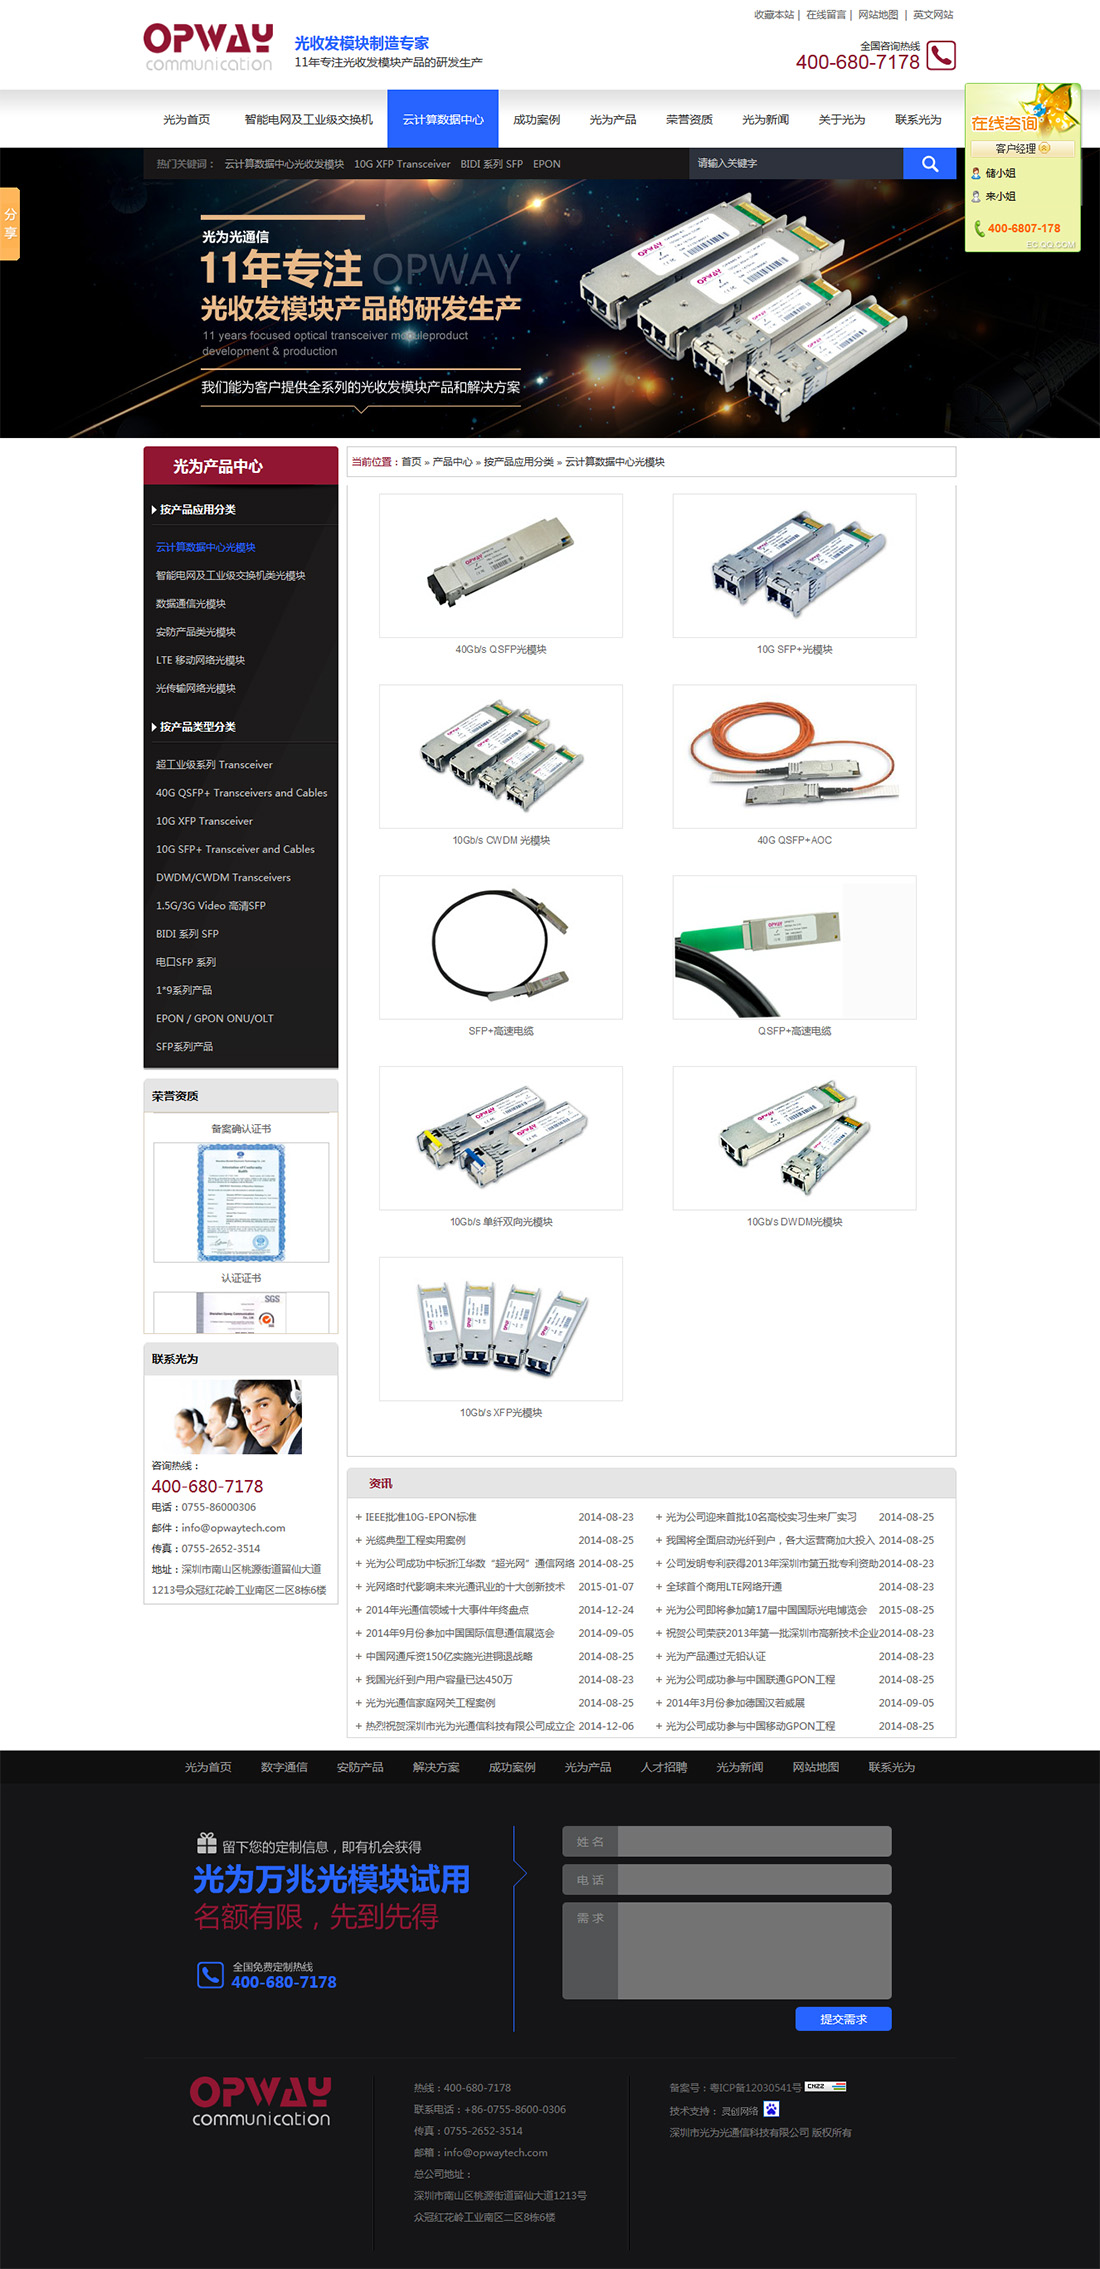 收藏本站 | 在线留言 | 网站地图 | 英文网站
OPWAY
communication
光收发模块制造专家
11年专注光收发模块产品的研发生产
全国咨询热线
400-680-7178
光为首页 智能电网及工业级交换机 云计算数据中心 成功案例 光为产品 荣誉资质 光为新闻 关于光为 联系光为
在线咨询
客户经理
储小姐
来小姐
400-6807-178
EC.QQ.COM
热门关键词： 云计算数据中心光收发模块 10G XFP Transceiver BIDI 系列 SFP EPON
请输入关键字
分享
光为光通信
11年专注 OPWAY
光收发模块产品的研发生产
11 years focused optical transceiver moduleproduct
development & production
我们能为客户提供全系列的光收发模块产品和解决方案
光为产品中心
按产品应用分类
云计算数据中心光模块
智能电网及工业级交换机类光模块
数据通信光模块
安防产品类光模块
LTE 移动网络光模块
光传输网络光模块
按产品类型分类
超工业级系列 Transceiver
40G QSFP+ Transceivers and Cables
10G XFP Transceiver
10G SFP+ Transceiver and Cables
DWDM/CWDM Transceivers
1.5G/3G Video 高清SFP
BIDI 系列 SFP
电口SFP 系列
1*9系列产品
EPON / GPON ONU/OLT
SFP系列产品
荣誉资质
备案确认证书
认证证书
SGS
联系光为
咨询热线：
400-680-7178
电话：0755-86000306
邮件：info@opwaytech.com
传真：0755-2652-3514
地址：深圳市南山区桃源街道留仙大道
1213号众冠红花岭工业南区二区8栋6楼
当前位置：首页 » 产品中心 » 按产品应用分类 » 云计算数据中心光模块
40Gb/s QSFP光模块
10G SFP+光模块
10Gb/s CWDM 光模块
40G QSFP+AOC
SFP+高速电缆
QSFP+高速电缆
10Gb/s 单纤双向光模块
10Gb/s DWDM光模块
10Gb/s XFP光模块
资讯
+ IEEE批准10G-EPON标准 2014-08-23
+ 光为公司迎来首批10名高校实习生来厂实习 2014-08-25
+ 光缆典型工程实用案例 2014-08-25
+ 我国将全面启动光纤到户，各大运营商加大投入 2014-08-25
+ 光为公司成功中标浙江华数“超光网”通信网络 2014-08-25
+ 公司发明专利获得2013年深圳市第五批专利资助 2014-08-23
+ 光网络时代影响未来光通讯业的十大创新技术 2015-01-07
+ 全球首个商用LTE网络开通 2014-08-23
+ 2014年光通信领域十大事件年终盘点 2014-12-24
+ 光为公司即将参加第17届中国国际光电博览会 2015-08-25
+ 2014年9月份参加中国国际信息通信展览会 2014-09-05
+ 祝贺公司荣获2013年第一批深圳市高新技术企业 2014-08-23
+ 中国网通斥资150亿实施光进铜退战略 2014-08-25
+ 光为产品通过无铅认证 2014-08-23
+ 我国光纤到户用户容量已达450万 2014-08-23
+ 光为公司成功参与中国联通GPON工程 2014-08-25
+ 光为光通信家庭网关工程案例 2014-08-25
+ 2014年3月份参加德国汉若威展 2014-09-05
+ 热烈祝贺深圳市光为光通信科技有限公司成立企 2014-12-06
+ 光为公司成功参与中国移动GPON工程 2014-08-25
光为首页 数字通信 安防产品 解决方案 成功案例 光为产品 人才招聘 光为新闻 网站地图 联系光为
留下您的定制信息，即有机会获得
光为万兆光模块试用
名额有限，先到先得
全国免费定制热线
400-680-7178
姓 名
电 话
需 求
提交需求
OPWAY
communication
热线：400-680-7178
联系电话：+86-0755-8600-0306
传真：0755-2652-3514
邮箱：info@opwaytech.com
总公司地址：
深圳市南山区桃源街道留仙大道1213号
众冠红花岭工业南区二区8栋6楼
备案号：粤ICP备12030541号 CNZZ
技术支持： 灵创网络
深圳市光为光通信科技有限公司 版权所有